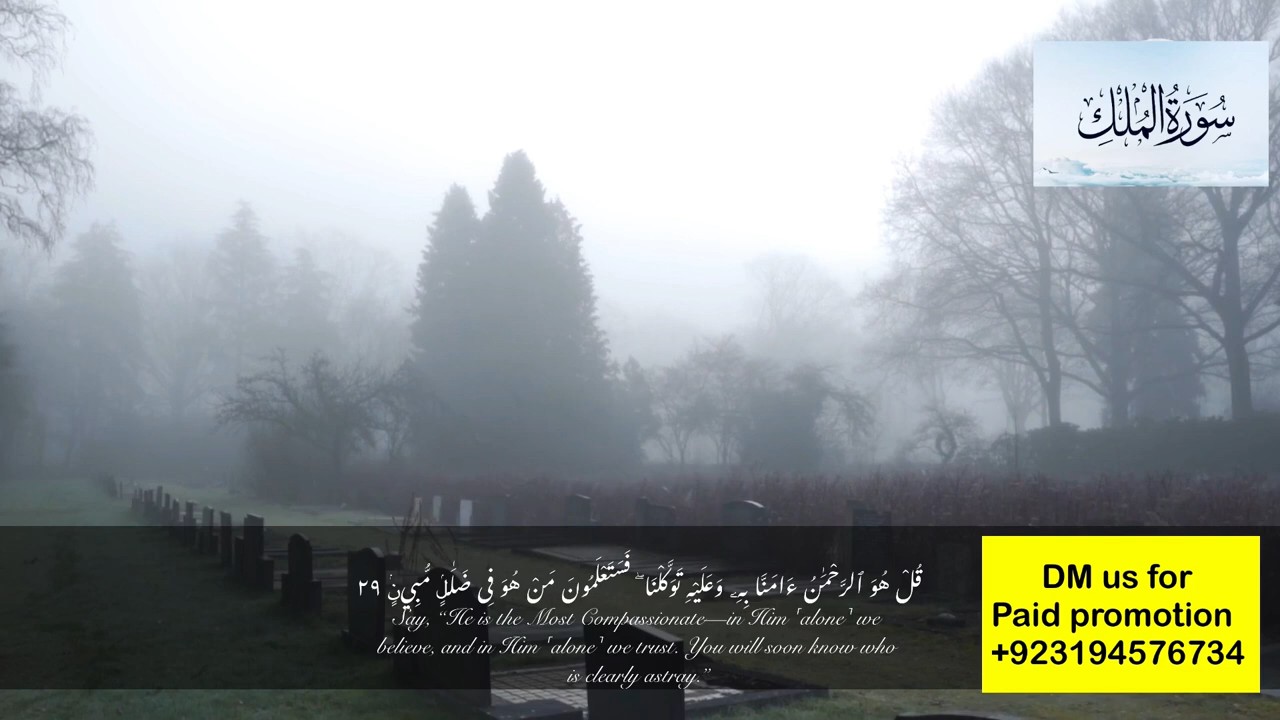 سُورَةُ الْمُلْكِ
قُلْ هُوَ ٱلرَّحْمَـٰنُ ءَامَنَّا بِهِۦ وَعَلَيْهِ تَوَكَّلْنَا ۖ فَسَتَعْلَمُونَ مَنْ هُوَ فِى ضَلَـٰلٍ مُّبِينٍ ٢٩
Say, “He is the Most Compassionate—in Him ˹alone˺ we
believe, and in Him ˹alone˺ we trust. You will soon know who
is clearly astray.”
DM us for
Paid promotion
+923194576734